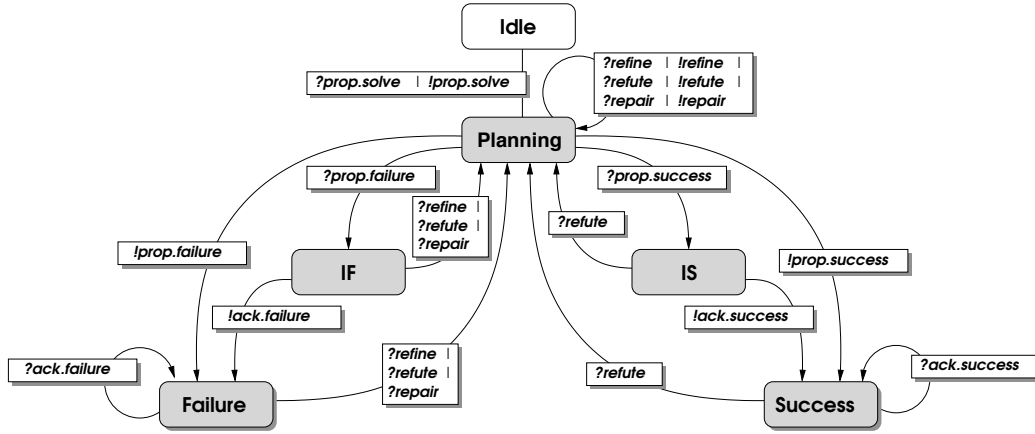 Idle
?prop.solve | !prop.solve
?refine | !refine |
?refute | !refute |
?repair | !repair
Planning
?prop.failure
?prop.success
?refine |
?refute |
?repair
?refute
!prop.failure
IF
IS
!prop.success
!ack.failure
!ack.success
?ack.failure
?refine |
?refute |
?repair
?refute
?ack.success
Failure
Success